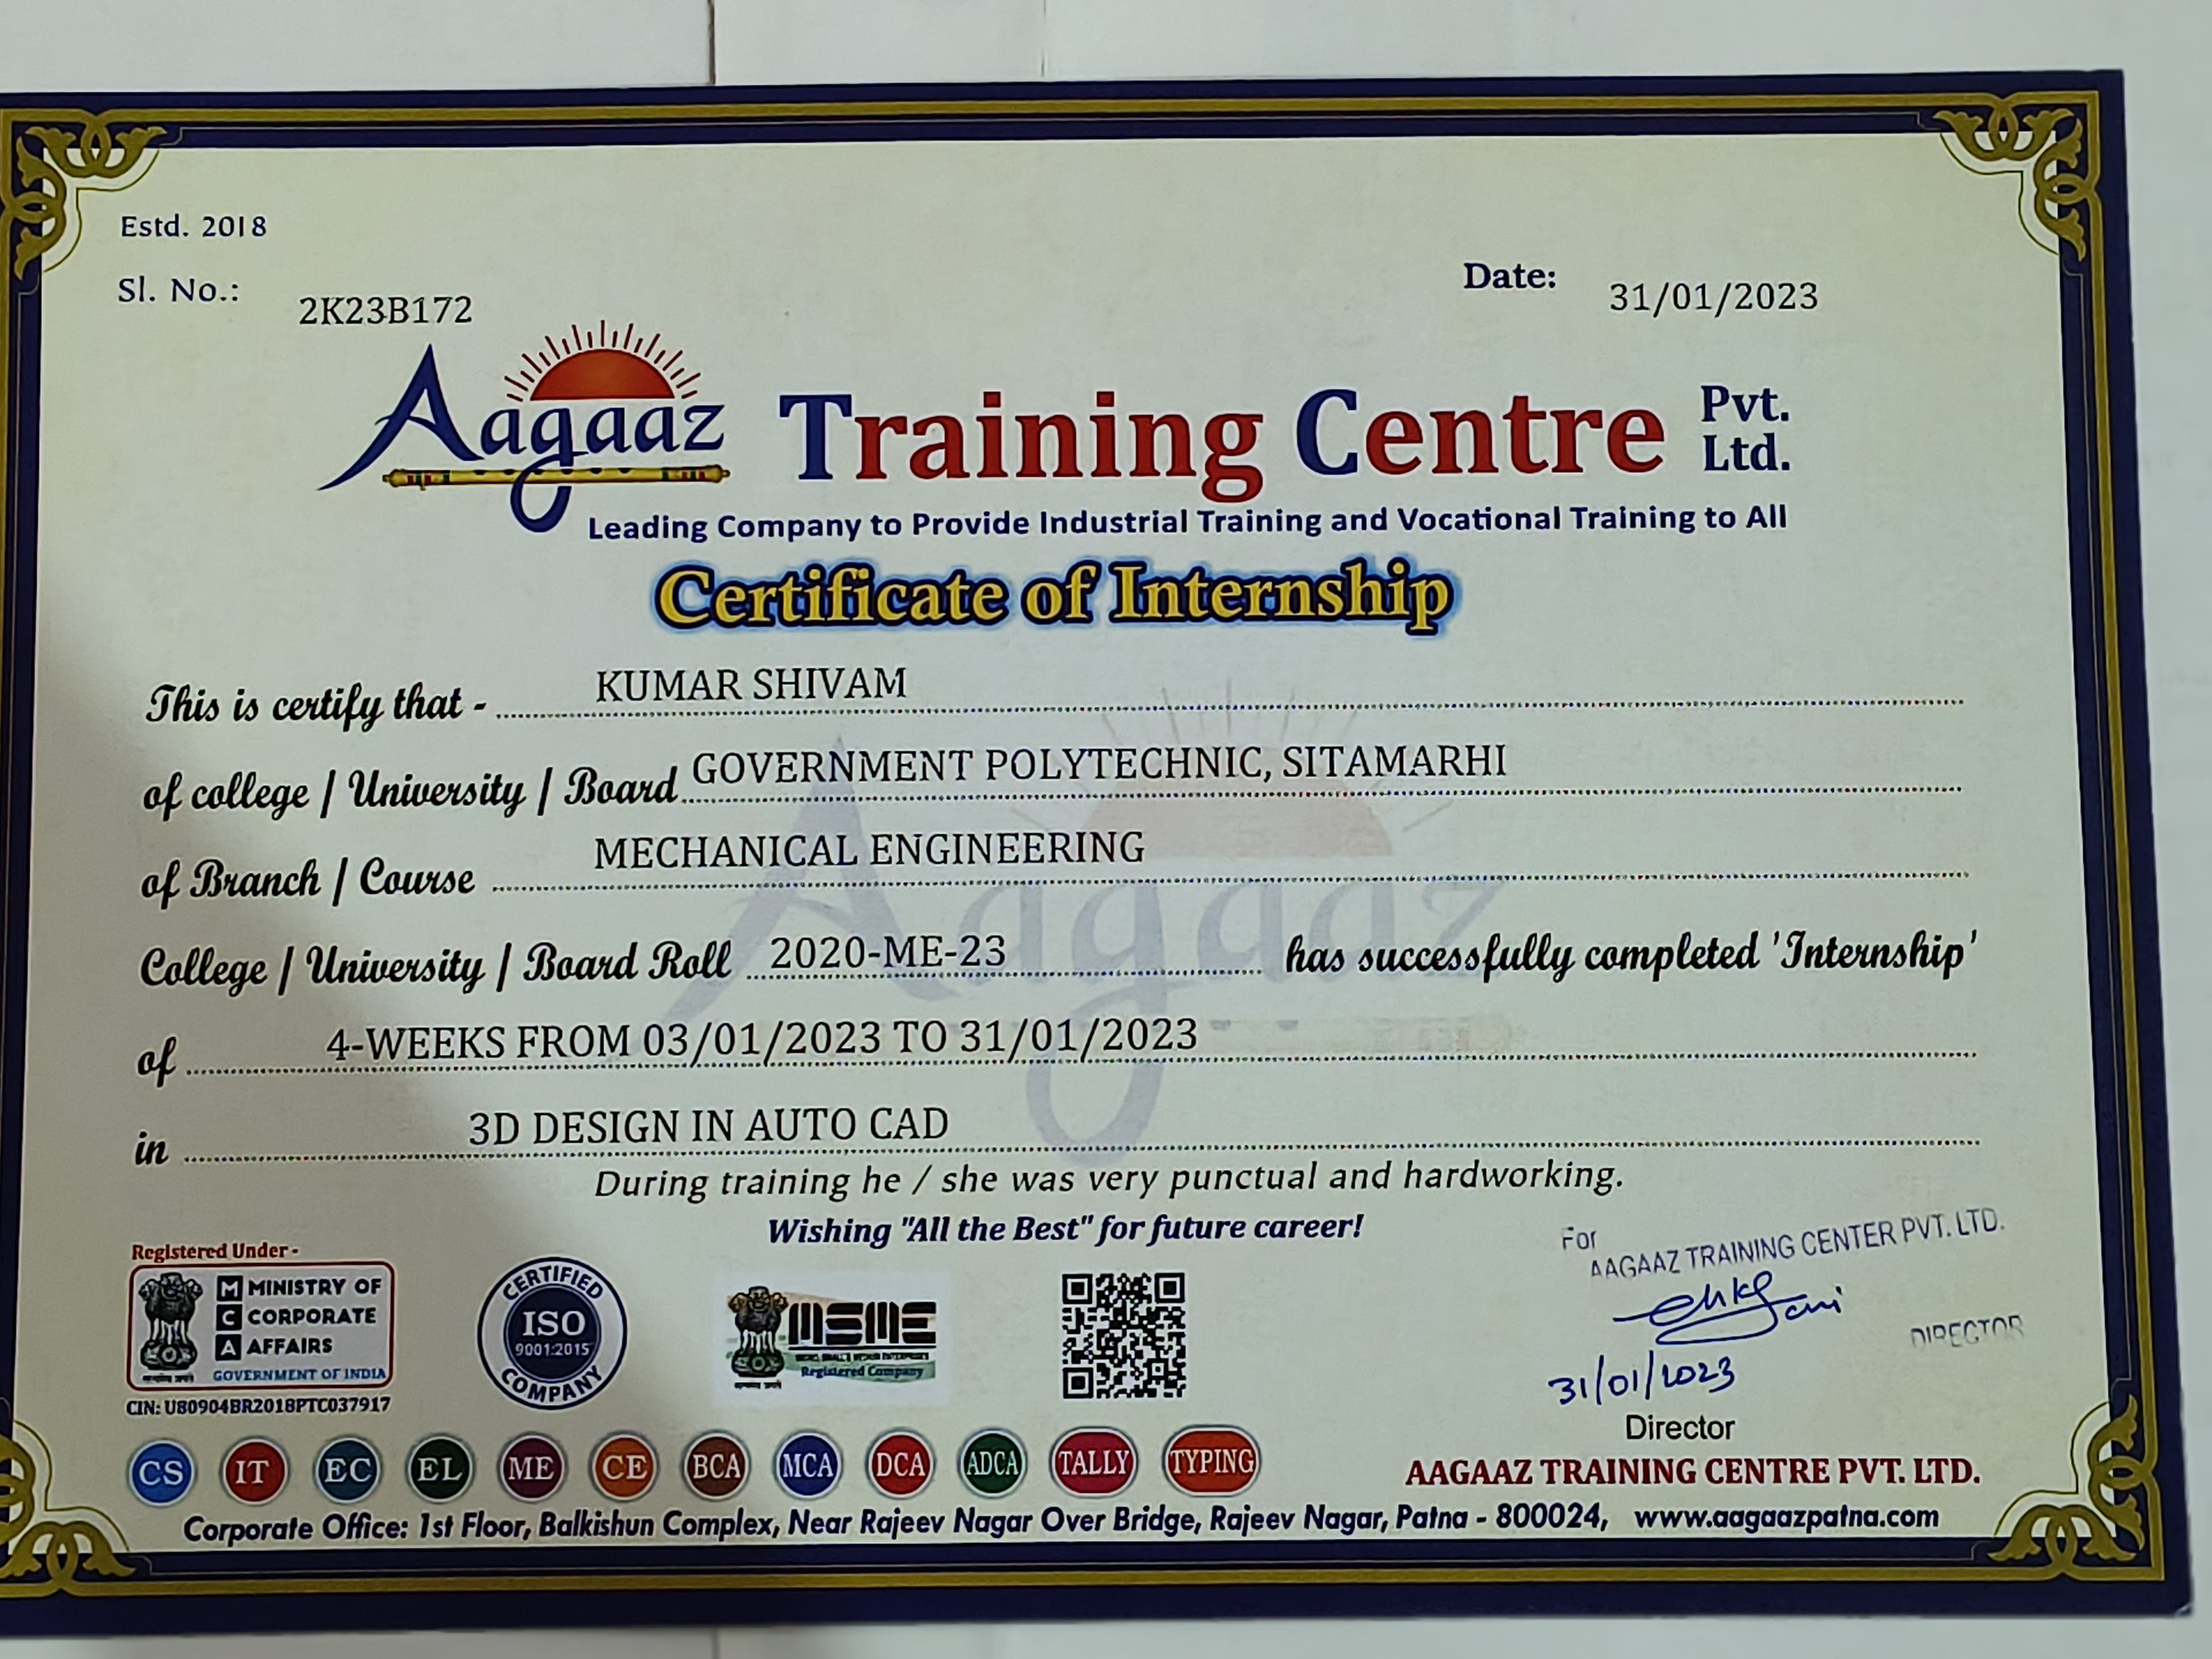 Estd. 2018
Sl. No.: 2K23B172
Date: 31/01/2023
Aagaaz Training Centre Pvt. Ltd.
Leading Company to Provide Industrial Training and Vocational Training to All
Certificate of Internship
This is certify that - KUMAR SHIVAM
of college / University / Board GOVERNMENT POLYTECHNIC, SITAMARHI
of Branch / Course MECHANICAL ENGINEERING
College / University / Board Roll 2020-ME-23 has successfully completed 'Internship'
of 4-WEEKS FROM 03/01/2023 TO 31/01/2023
in 3D DESIGN IN AUTO CAD
During training he / she was very punctual and hardworking.
Wishing "All the Best" for future career!
Registered Under -
M MINISTRY OF
C CORPORATE
A AFFAIRS
GOVERNMENT OF INDIA
CIN: U80904BR2018PTC037917
CERTIFIED
ISO
9001:2015
COMPANY
MSME
Registered Company
For
AAGAAZ TRAINING CENTER PVT. LTD.
DIRECTOR
31/01/2023
Director
AAGAAZ TRAINING CENTRE PVT. LTD.
CS IT EC EL ME CE BCA MCA DCA ADCA TALLY TYPING
Corporate Office: 1st Floor, Balkishun Complex, Near Rajeev Nagar Over Bridge, Rajeev Nagar, Patna - 800024, www.aagaazpatna.com